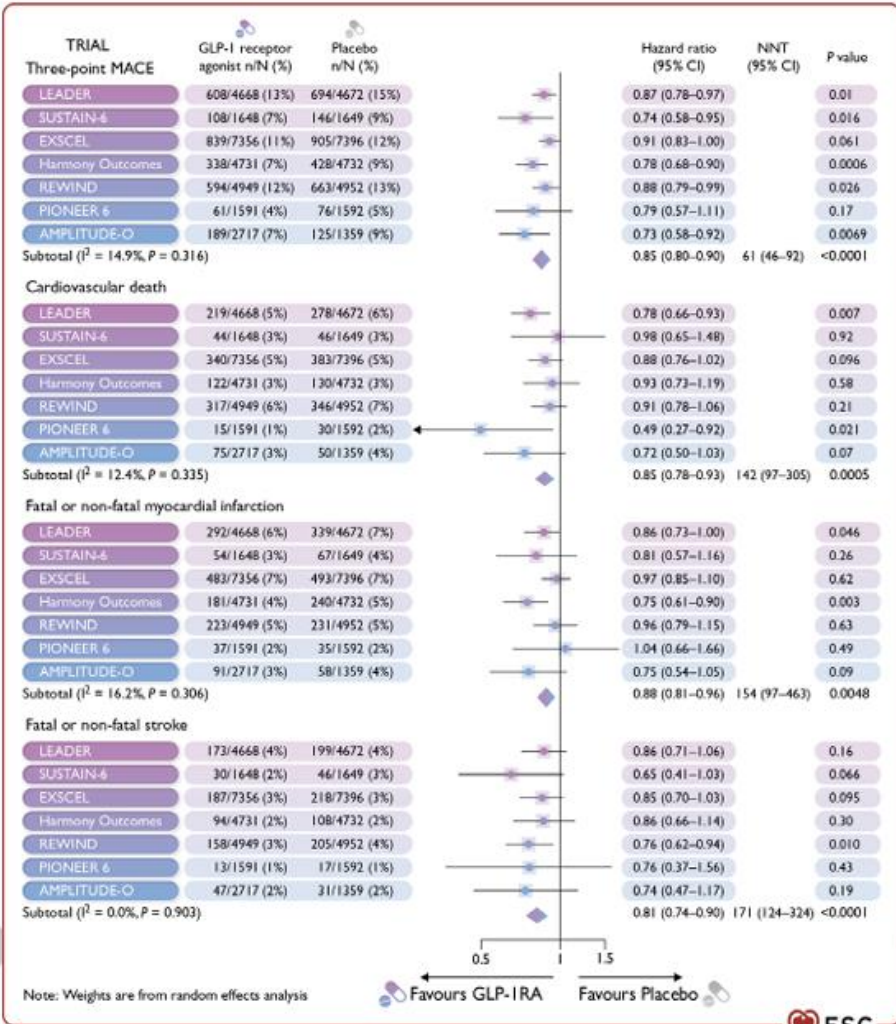 TRIAL
Three-point MACE GLP-1 receptor agonist n/N (%) Placebo n/N (%) Hazard ratio (95% CI) NNT (95% CI) P value
LEADER 608/4668 (13%) 694/4672 (15%) 0.87 (0.78–0.97) 0.01
SUSTAIN-6 108/1648 (7%) 146/1649 (9%) 0.74 (0.58–0.95) 0.016
EXSCEL 839/7356 (11%) 905/7396 (12%) 0.91 (0.83–1.00) 0.061
Harmony Outcomes 338/4731 (7%) 428/4732 (9%) 0.78 (0.68–0.90) 0.0006
REWIND 594/4949 (12%) 663/4952 (13%) 0.88 (0.79–0.99) 0.026
PIONEER 6 61/1591 (4%) 76/1592 (5%) 0.79 (0.57–1.11) 0.17
AMPLITUDE-O 189/2717 (7%) 125/1359 (9%) 0.73 (0.58–0.92) 0.0069
Subtotal (I² = 14.9%, P = 0.316) 0.85 (0.80–0.90) 61 (46–92) <0.0001
Cardiovascular death
LEADER 219/4668 (5%) 278/4672 (6%) 0.78 (0.66–0.93) 0.007
SUSTAIN-6 44/1648 (3%) 46/1649 (3%) 0.98 (0.65–1.48) 0.92
EXSCEL 340/7356 (5%) 383/7396 (5%) 0.88 (0.76–1.02) 0.096
Harmony Outcomes 122/4731 (3%) 130/4732 (3%) 0.93 (0.73–1.19) 0.58
REWIND 317/4949 (6%) 346/4952 (7%) 0.91 (0.78–1.06) 0.21
PIONEER 6 15/1591 (1%) 30/1592 (2%) 0.49 (0.27–0.92) 0.021
AMPLITUDE-O 75/2717 (3%) 50/1359 (4%) 0.72 (0.50–1.03) 0.07
Subtotal (I² = 12.4%, P = 0.335) 0.85 (0.78–0.93) 142 (97–305) 0.0005
Fatal or non-fatal myocardial infarction
LEADER 292/4668 (6%) 339/4672 (7%) 0.86 (0.73–1.00) 0.046
SUSTAIN-6 54/1648 (3%) 67/1649 (4%) 0.81 (0.57–1.16) 0.26
EXSCEL 483/7356 (7%) 493/7396 (7%) 0.97 (0.85–1.10) 0.62
Harmony Outcomes 181/4731 (4%) 240/4732 (5%) 0.75 (0.61–0.90) 0.003
REWIND 223/4949 (5%) 231/4952 (5%) 0.96 (0.79–1.15) 0.63
PIONEER 6 37/1591 (2%) 35/1592 (2%) 1.04 (0.66–1.66) 0.49
AMPLITUDE-O 91/2717 (3%) 58/1359 (4%) 0.75 (0.54–1.05) 0.09
Subtotal (I² = 16.2%, P = 0.306) 0.88 (0.81–0.96) 154 (97–463) 0.0048
Fatal or non-fatal stroke
LEADER 173/4668 (4%) 199/4672 (4%) 0.86 (0.71–1.06) 0.16
SUSTAIN-6 30/1648 (2%) 46/1649 (3%) 0.65 (0.41–1.03) 0.066
EXSCEL 187/7356 (3%) 218/7396 (3%) 0.85 (0.70–1.03) 0.095
Harmony Outcomes 94/4731 (2%) 108/4732 (2%) 0.86 (0.66–1.14) 0.30
REWIND 158/4949 (3%) 205/4952 (4%) 0.76 (0.62–0.94) 0.010
PIONEER 6 13/1591 (1%) 17/1592 (1%) 0.76 (0.37–1.56) 0.43
AMPLITUDE-O 47/2717 (2%) 31/1359 (2%) 0.74 (0.47–1.17) 0.19
Subtotal (I² = 0.0%, P = 0.903) 0.81 (0.74–0.90) 171 (124–324) <0.0001
0.5 1 1.5
Note: Weights are from random effects analysis Favours GLP-1RA Favours Placebo
ESC